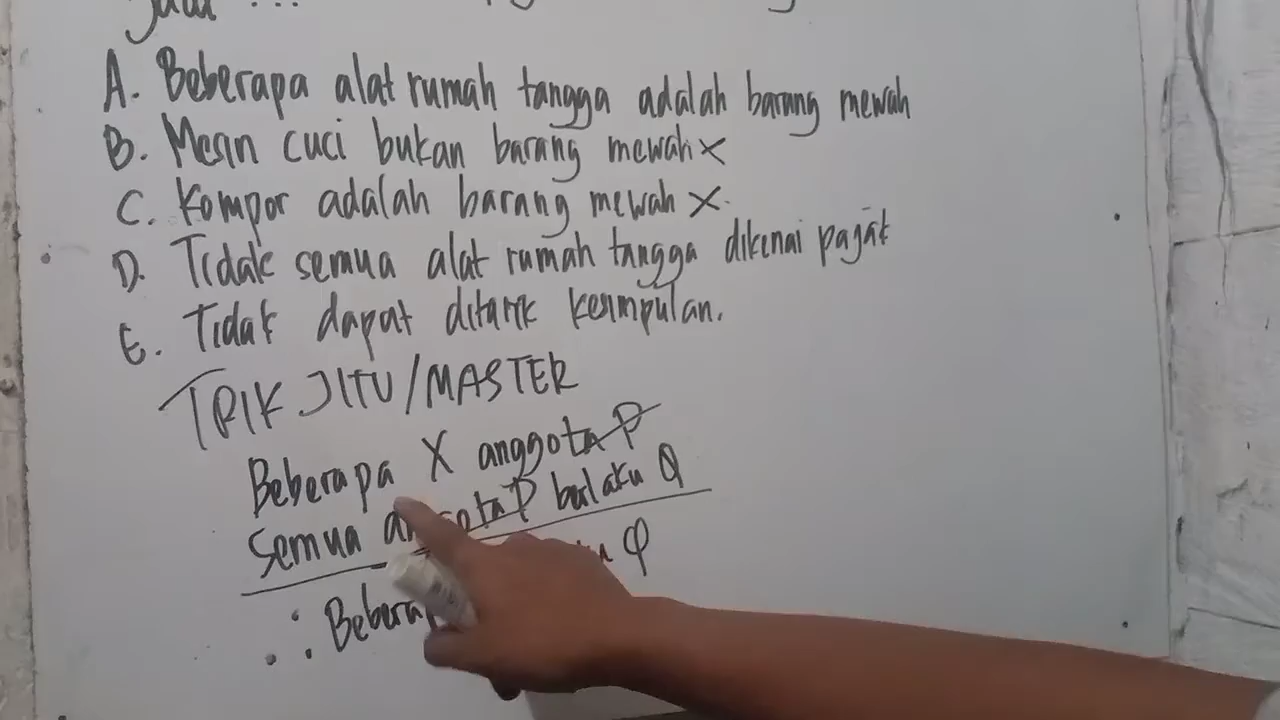 Jadi ...
A. Beberapa alat rumah tangga adalah barang mewah
B. Mesin cuci bukan barang mewah x
C. Kompor adalah barang mewah x
D. Tidak semua alat rumah tangga dikenai pajak
E. Tidak dapat ditarik kesimpulan.
TRIK JITU/MASTER
Beberapa X anggota P
Semua anggota P berlaku Q
∴ Q